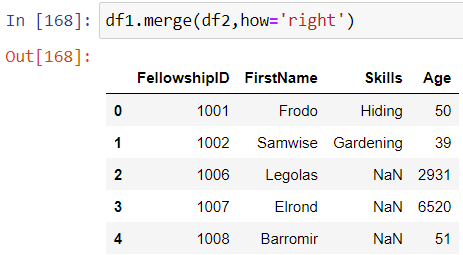 In [168]: df1.merge(df2,how='right')
Out[168]:
FellowshipID FirstName Skills Age
0 1001 Frodo Hiding 50
1 1002 Samwise Gardening 39
2 1006 Legolas NaN 2931
3 1007 Elrond NaN 6520
4 1008 Barromir NaN 51